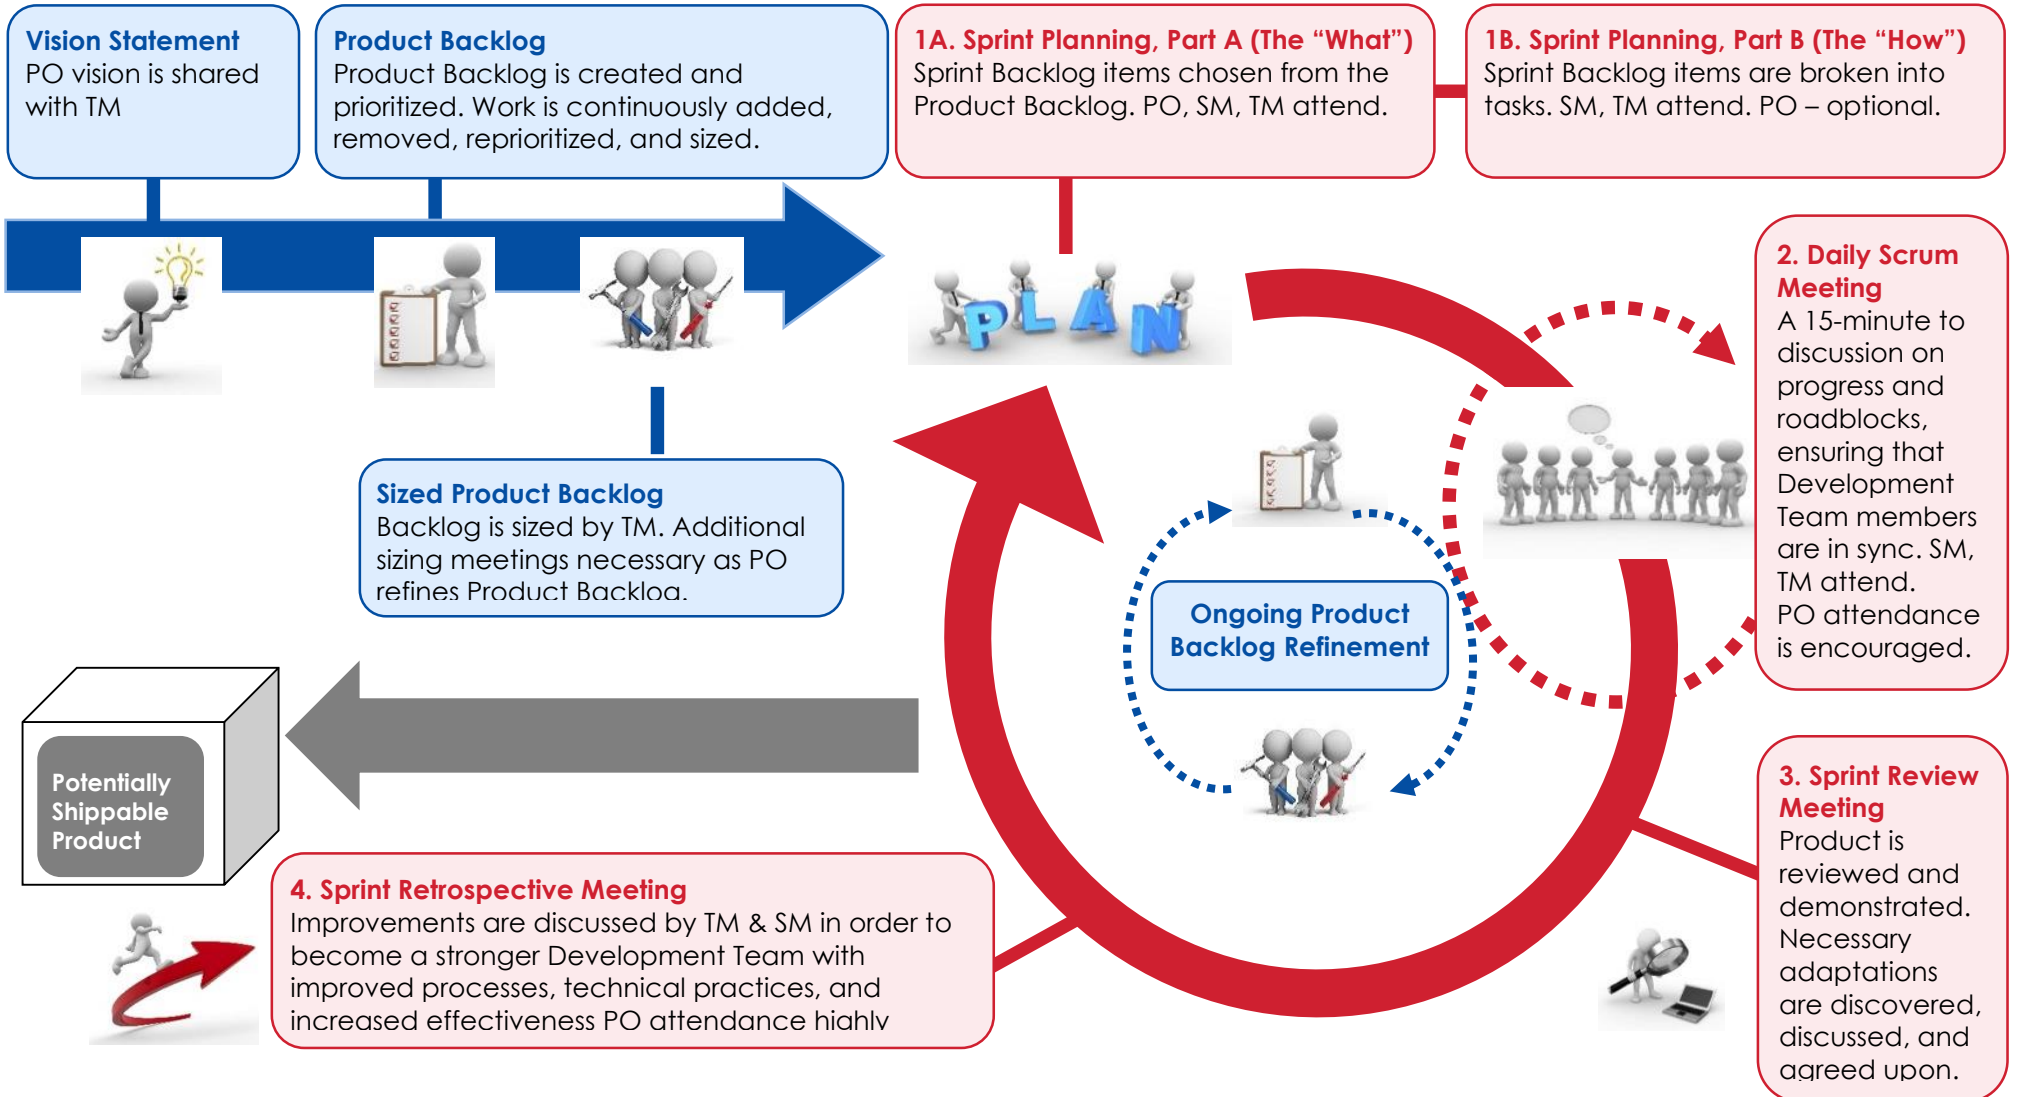 Vision Statement
PO vision is shared
with TM
Product Backlog
Product Backlog is created and
prioritized. Work is continuously added,
removed, reprioritized, and sized.
1A. Sprint Planning, Part A (The “What”)
Sprint Backlog items chosen from the
Product Backlog. PO, SM, TM attend.
1B. Sprint Planning, Part B (The “How”)
Sprint Backlog items are broken into
tasks. SM, TM attend. PO – optional.
PLAN
2. Daily Scrum
Meeting
A 15-minute to
discussion on
progress and
roadblocks,
ensuring that
Development
Team members
are in sync. SM,
TM attend.
PO attendance
is encouraged.
Sized Product Backlog
Backlog is sized by TM. Additional
sizing meetings necessary as PO
refines Product Backlog.
Ongoing Product
Backlog Refinement
Potentially
Shippable
Product
3. Sprint Review
Meeting
Product is
reviewed and
demonstrated.
Necessary
adaptations
are discovered,
discussed, and
agreed upon.
4. Sprint Retrospective Meeting
Improvements are discussed by TM & SM in order to
become a stronger Development Team with
improved processes, technical practices, and
increased effectiveness PO attendance highly